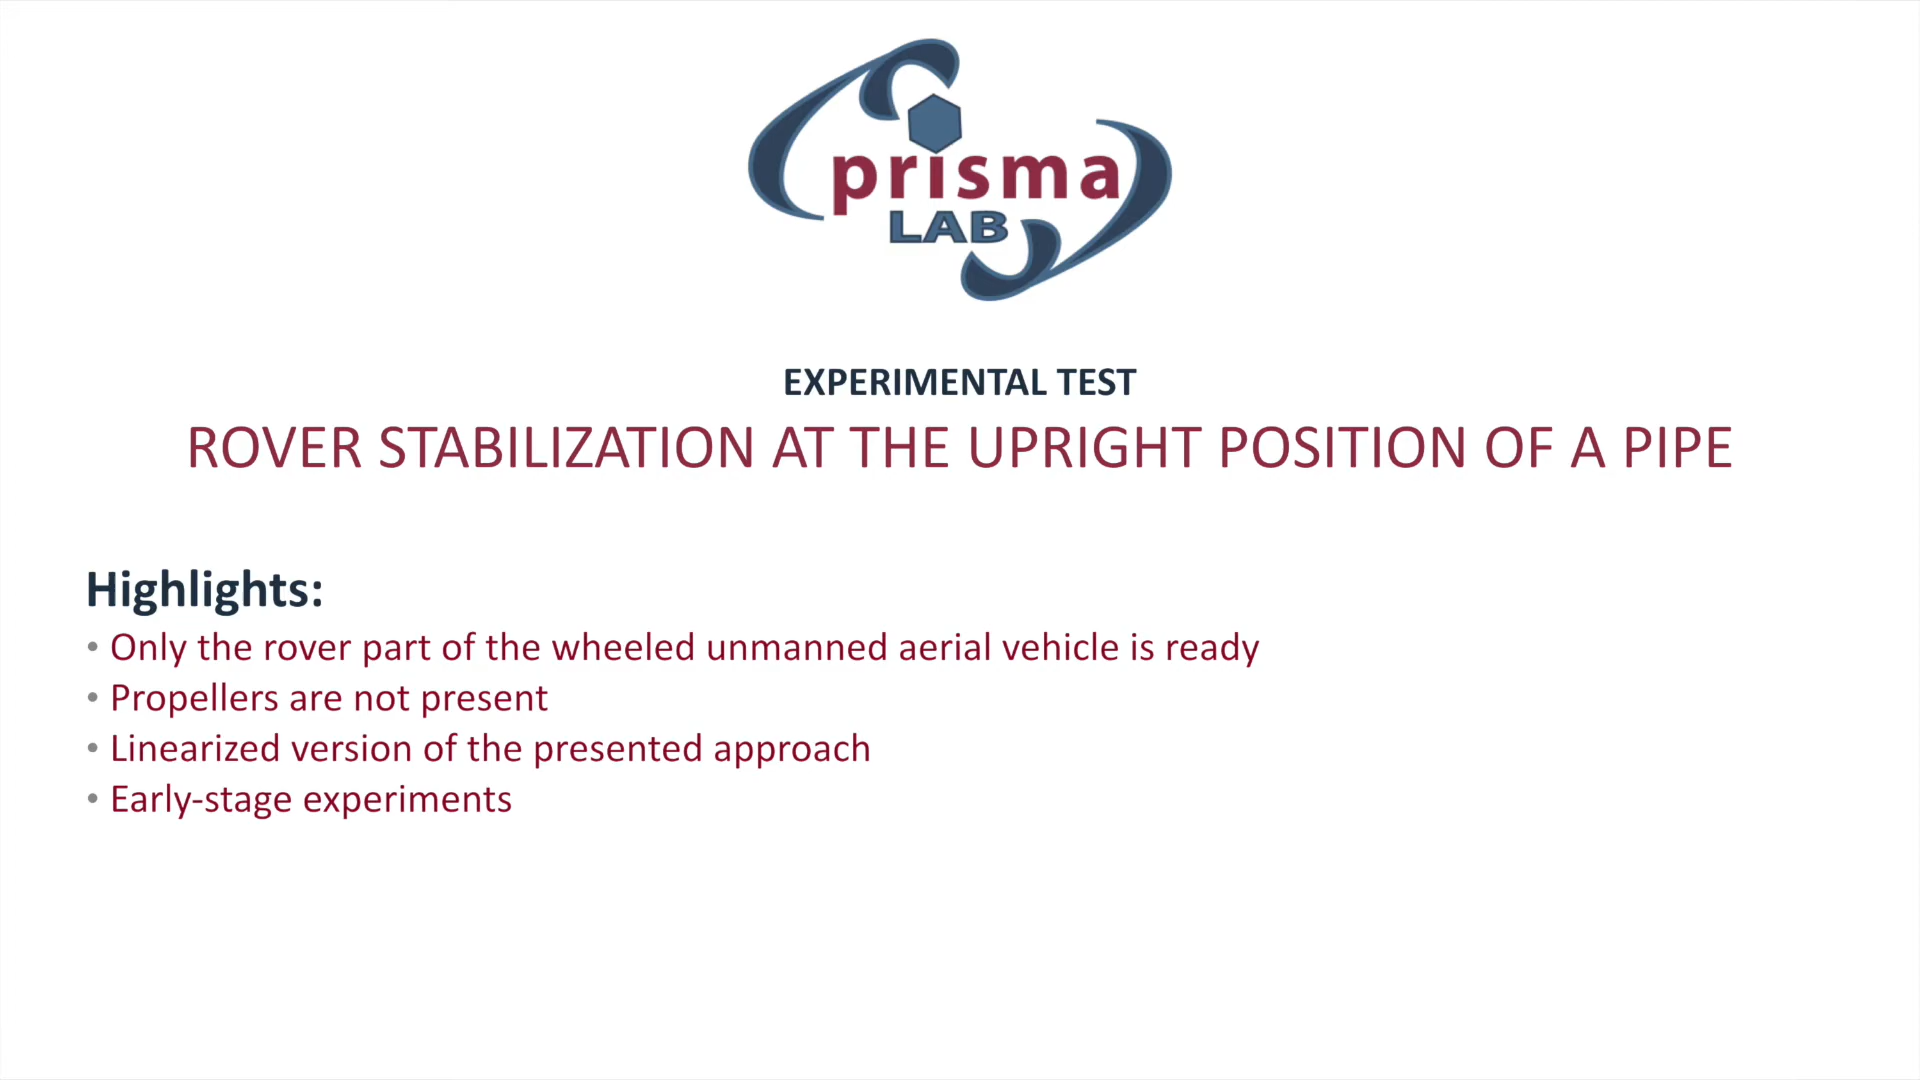 prisma
LAB
EXPERIMENTAL TEST
ROVER STABILIZATION AT THE UPRIGHT POSITION OF A PIPE
Highlights:
• Only the rover part of the wheeled unmanned aerial vehicle is ready
• Propellers are not present
• Linearized version of the presented approach
• Early-stage experiments